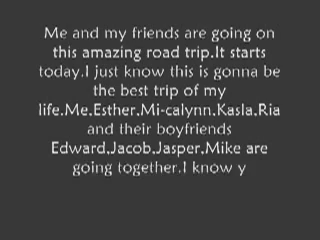 Me and my friends are going on
this amazing road trip.It starts
today.I just know this is gonna be
the best trip of my
life.Me,Esther,Mi-calynn,Kasla,Ria
and their boyfriends
Edward,Jacob,Jasper,Mike are
going together.I know y